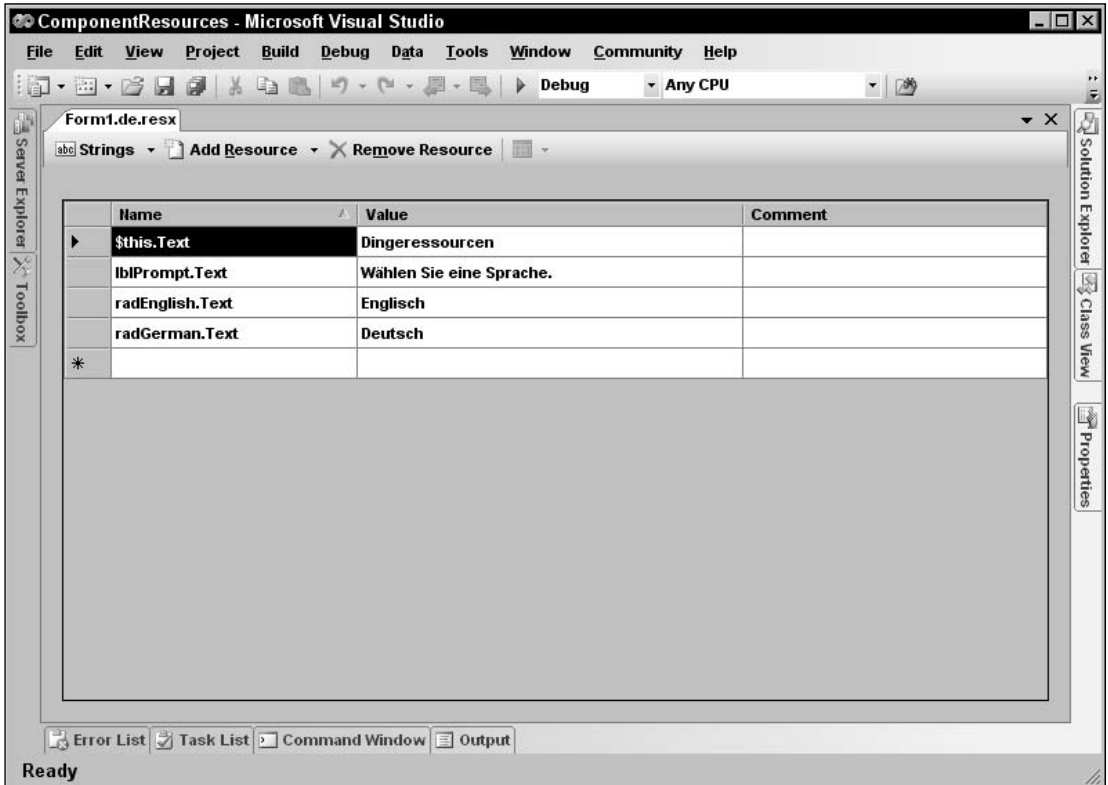 ComponentResources - Microsoft Visual Studio
File Edit View Project Build Debug Data Tools Window Community Help
Debug Any CPU
Form1.de.resx
abc Strings Add Resource Remove Resource
Server Explorer
Toolbox
Name Value Comment
$this.Text Dingeressourcen
lblPrompt.Text Wählen Sie eine Sprache.
radEnglish.Text Englisch
radGerman.Text Deutsch
Solution Explorer
Class View
Properties
Error List Task List Command Window Output
Ready